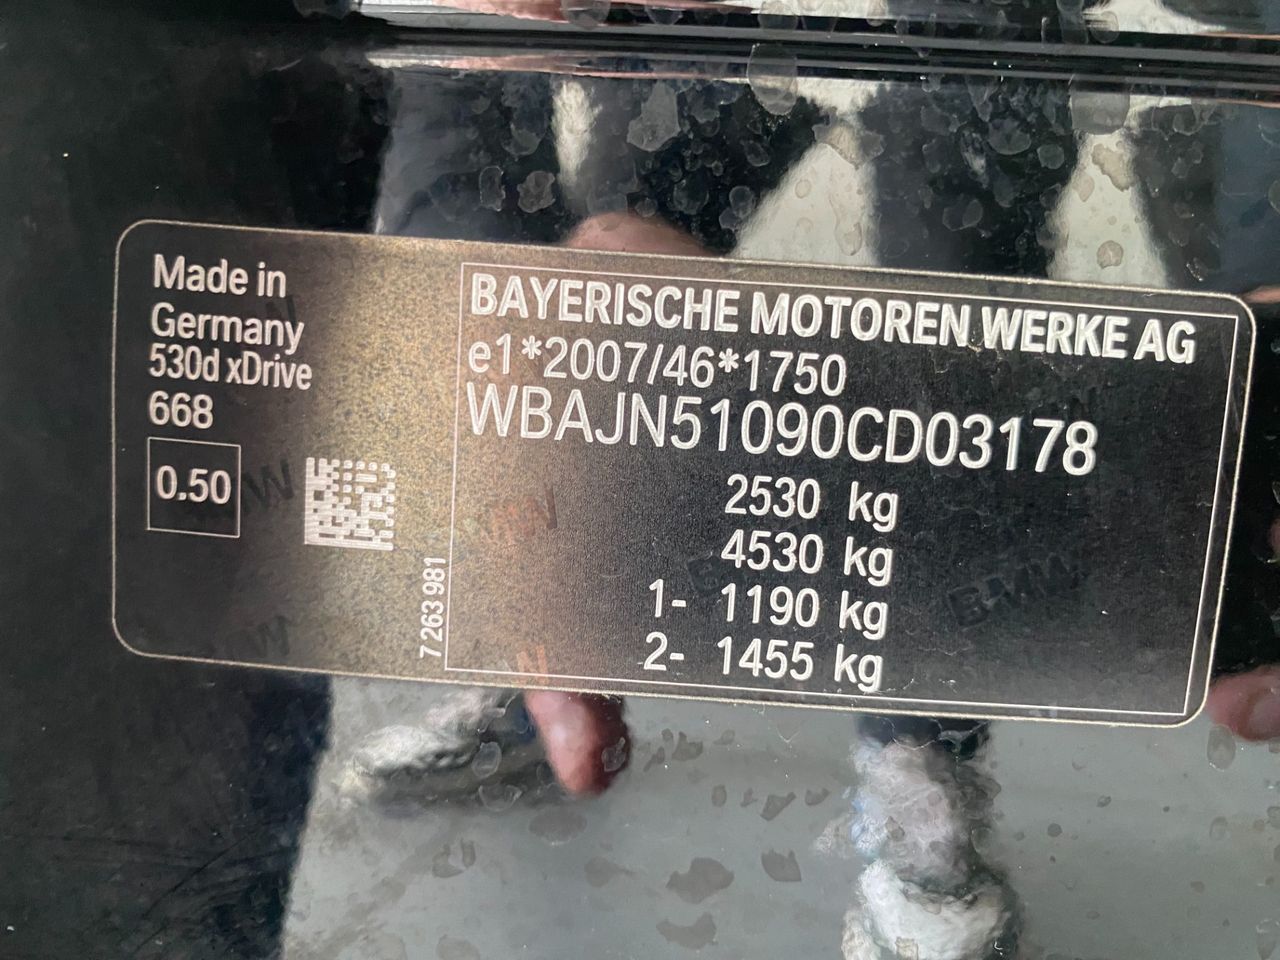 Made in
Germany
530d xDrive
668
0.50
7 263 981
BAYERISCHE MOTOREN WERKE AG
e1*2007/46*1750
WBAJN51090CD03178
2530 kg
4530 kg
1- 1190 kg
2- 1455 kg
BMW